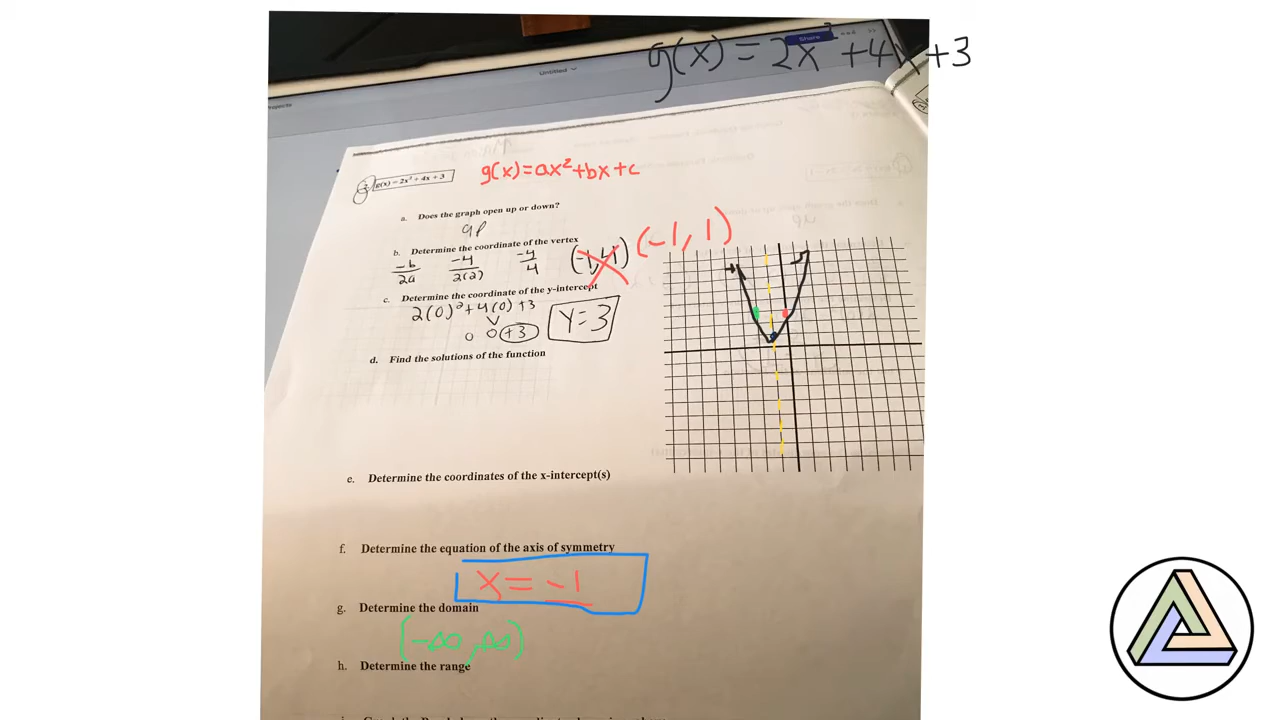 g(x) = 2x² + 4x + 3
Share
Untitled
Projects
g(x) = 2x² + 4x + 3
g(x) = ax² + bx + c
a. Does the graph open up or down?
up
b. Determine the coordinate of the vertex
-b/2a -4/2(2) -4/4 (-1, 1)
c. Determine the coordinate of the y-intercept
2(0)² + 4(0) + 3
0 0 +3
Y = 3
d. Find the solutions of the function
e. Determine the coordinates of the x-intercept(s)
f. Determine the equation of the axis of symmetry
x = -1
g. Determine the domain
(-∞, +∞)
h. Determine the range